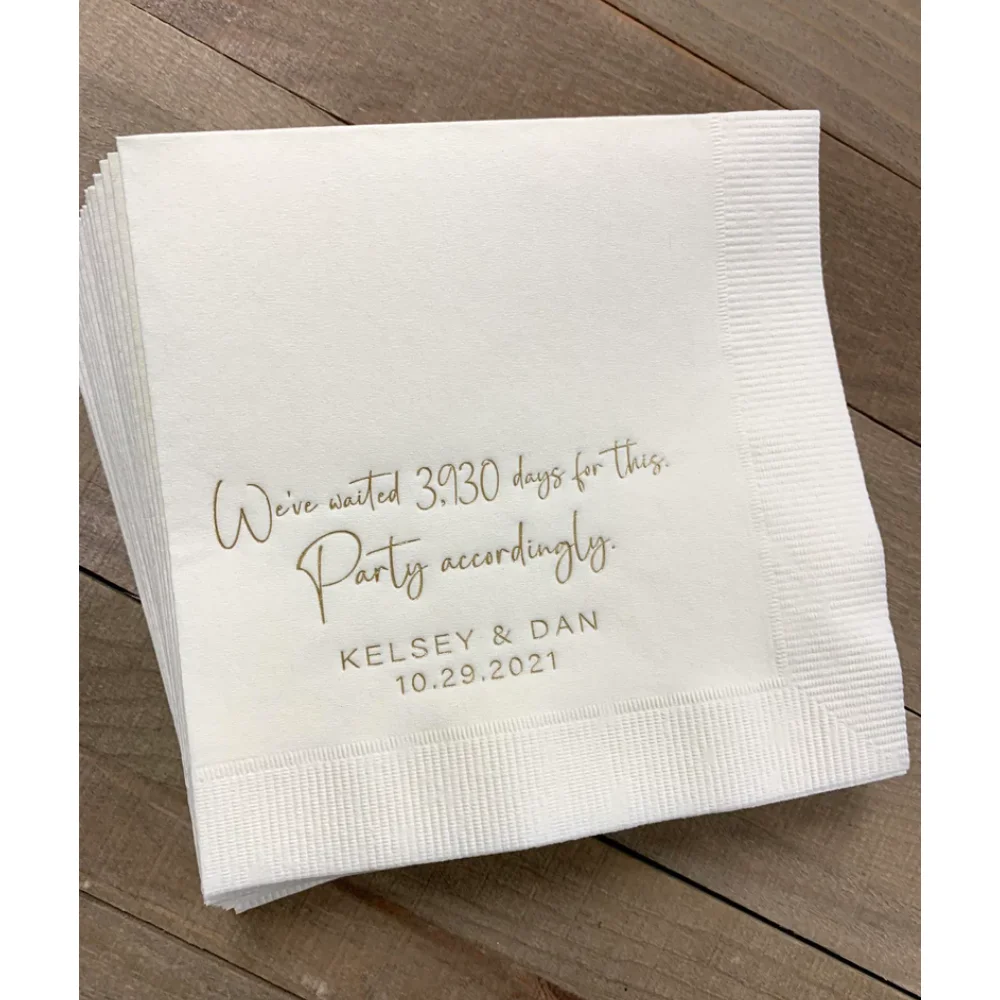 We've waited 3,930 days for this.
Party accordingly.
KELSEY & DAN
10.29.2021